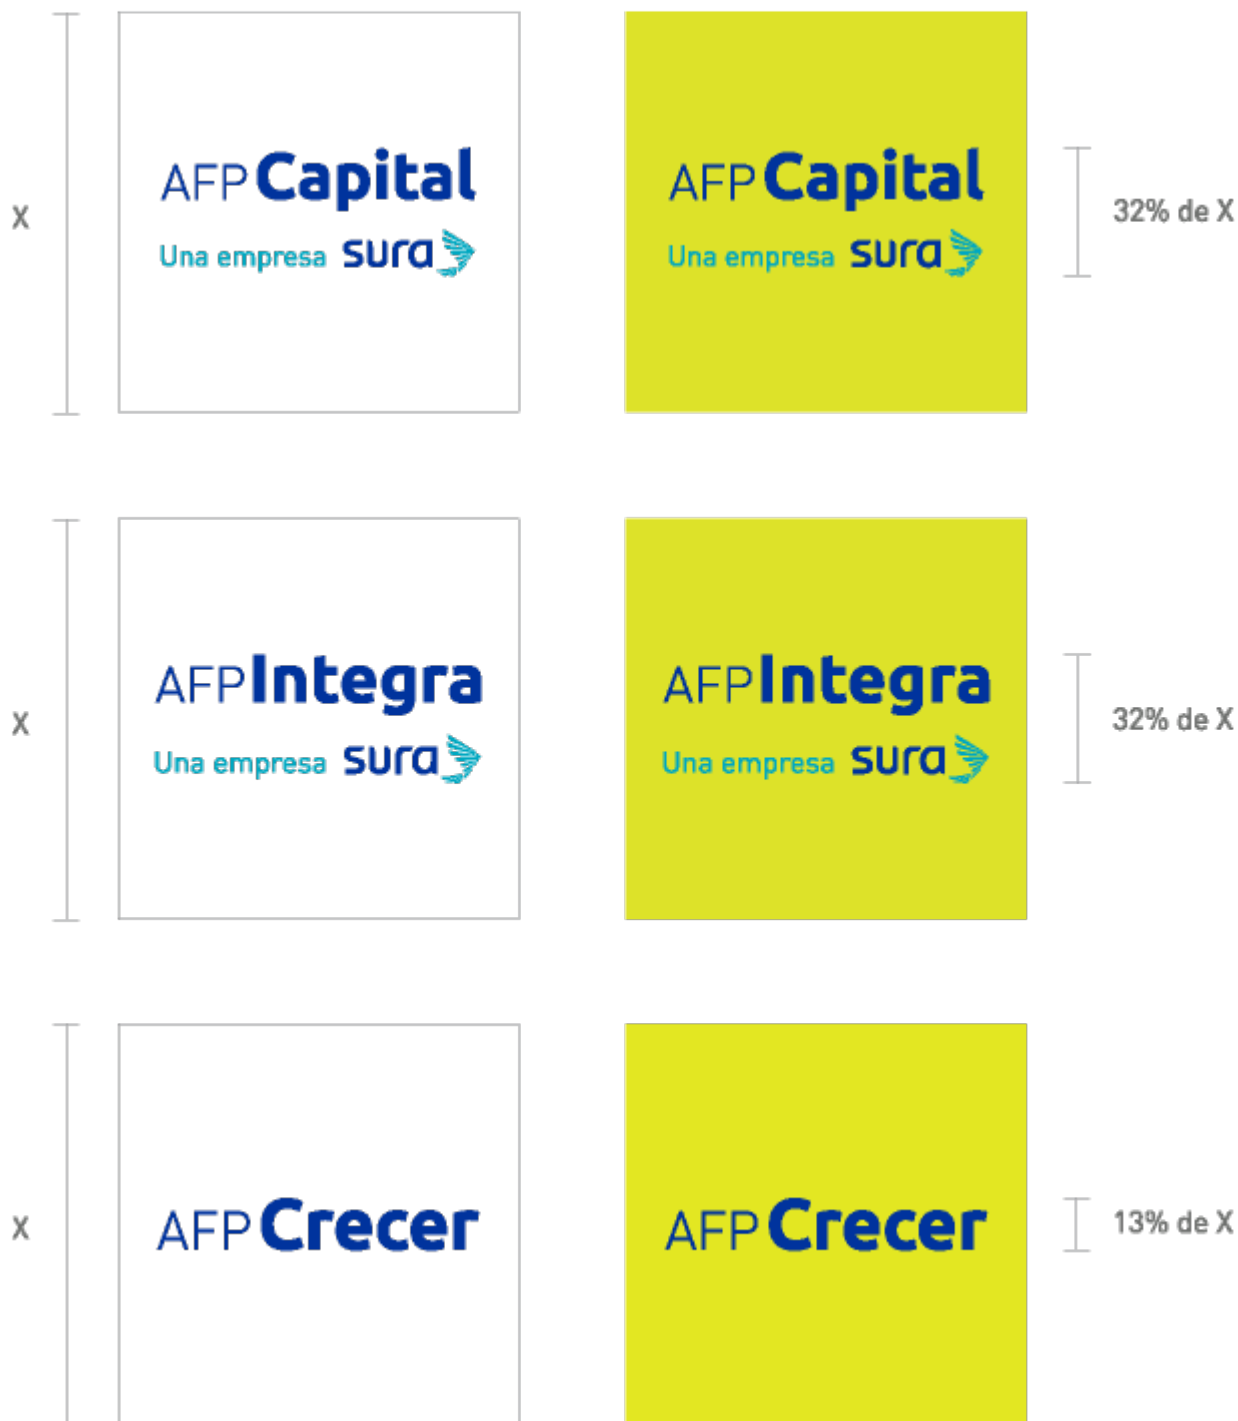 X
AFP Capital
Una empresa sura
AFP Capital
Una empresa sura
32% de X
X
AFP Integra
Una empresa sura
AFP Integra
Una empresa sura
32% de X
X
AFP Crecer
AFP Crecer
13% de X